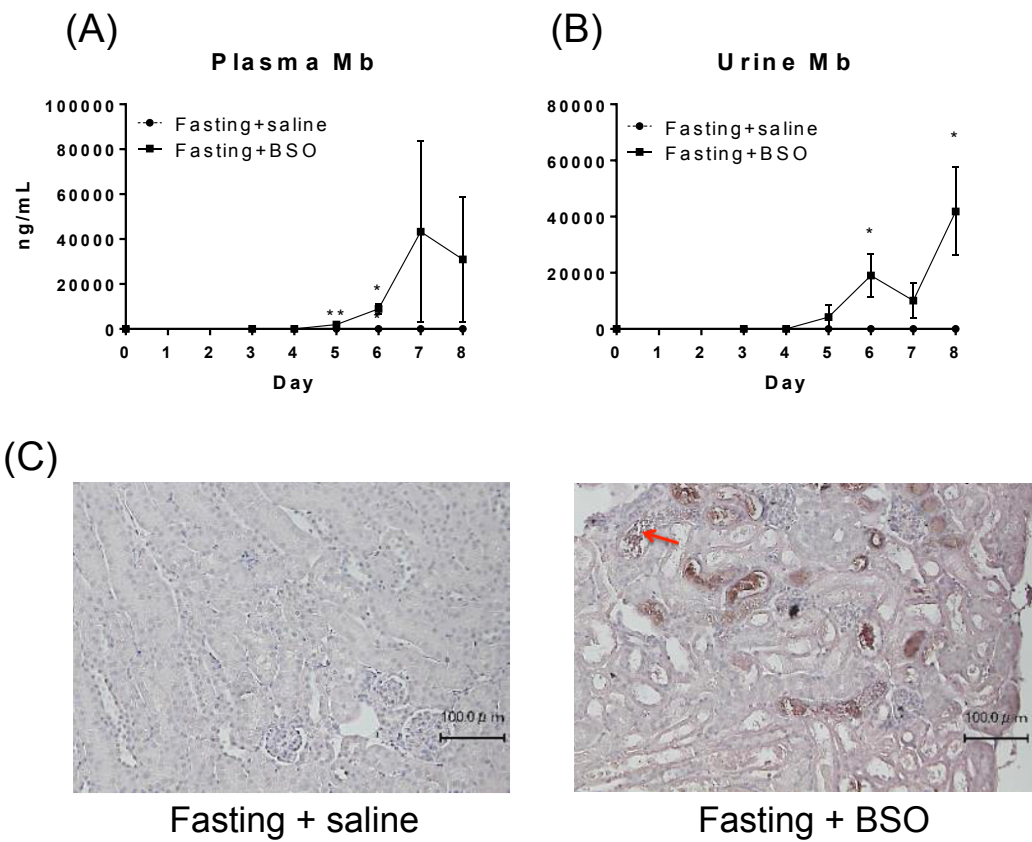 (A)
Plasma Mb
100000
80000
60000
40000
20000
0
ng/mL
Fasting+saline
Fasting+BSO
**
*
*
0 1 2 3 4 5 6 7 8
Day
(B)
Urine Mb
80000
60000
40000
20000
0
Fasting+saline
Fasting+BSO
*
*
0 1 2 3 4 5 6 7 8
Day
(C)
100.0 μm
100.0 μm
Fasting + saline
Fasting + BSO